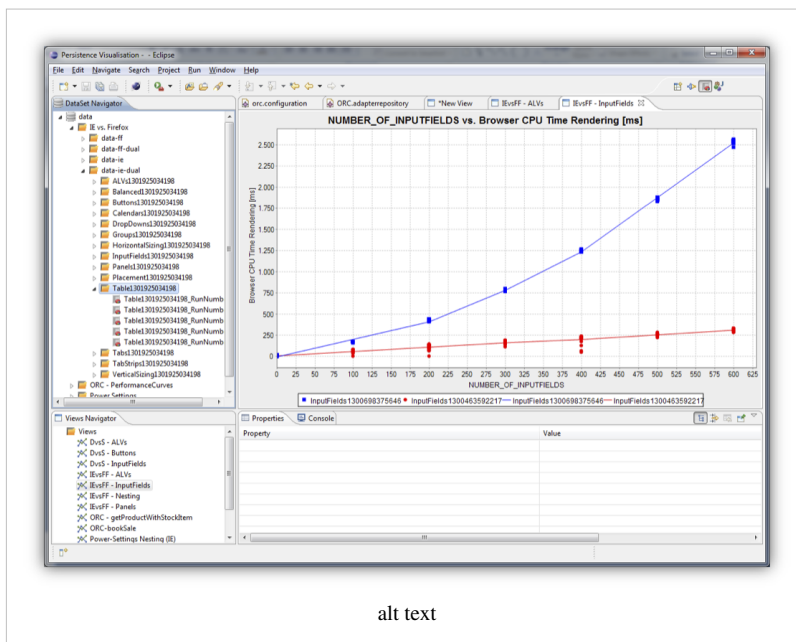 Persistence Visualisation - - Eclipse
File Edit Navigate Search Project Run Window Help
DataSet Navigator
data
IE vs. Firefox
data-ff
data-ff-dual
data-ie
data-ie-dual
ALVs1301925034198
Balanced1301925034198
Buttons1301925034198
Calendars1301925034198
DropDowns1301925034198
Groups1301925034198
HorizontalSizing1301925034198
InputFields1301925034198
Panels1301925034198
Placement1301925034198
Table1301925034198
Table1301925034198_RunNumb
Table1301925034198_RunNumb
Table1301925034198_RunNumb
Table1301925034198_RunNumb
Table1301925034198_RunNumb
Tabs1301925034198
TabStrips1301925034198
VerticalSizing1301925034198
ORC - PerformanceCurves
Power Settings
orc.configuration ORC.adapterrepository *New View IEvsFF - ALVs IEvsFF - InputFields
NUMBER_OF_INPUTFIELDS vs. Browser CPU Time Rendering [ms]
Browser CPU Time Rendering [ms]
2.500
2.250
2.000
1.750
1.500
1.250
1.000
750
500
250
0
0 25 50 75 100 125 150 175 200 225 250 275 300 325 350 375 400 425 450 475 500 525 550 575 600 625
NUMBER_OF_INPUTFIELDS
InputFields1300698375646 InputFields1300463592217 InputFields1300698375646 InputFields1300463592217
Views Navigator
Views
DvsS - ALVs
DvsS - Buttons
DvsS - InputFields
IEvsFF - ALVs
IEvsFF - InputFields
IEvsFF - Nesting
IEvsFF - Panels
ORC - getProductWithStockItem
ORC-bookSale
Power-Settings Nesting (IE)
Properties Console
Property Value
alt text